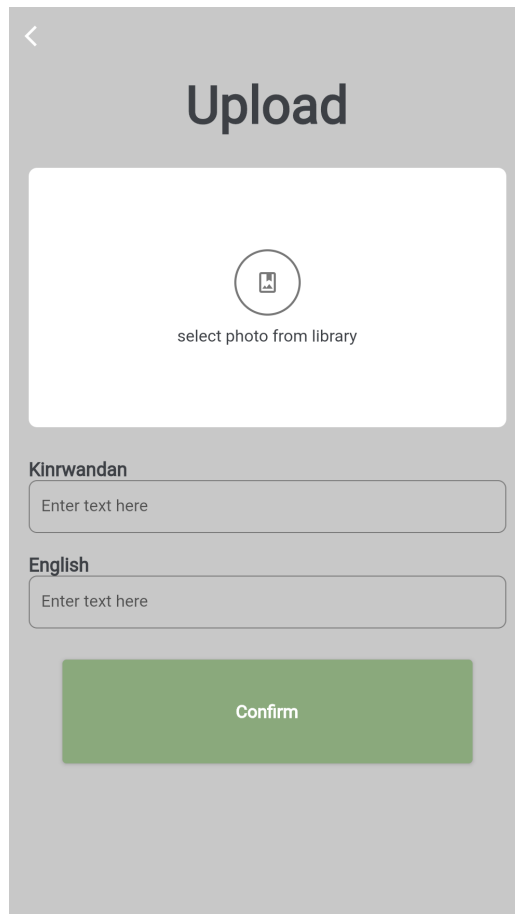 Upload
select photo from library
Kinrwandan
Enter text here
English
Enter text here
Confirm